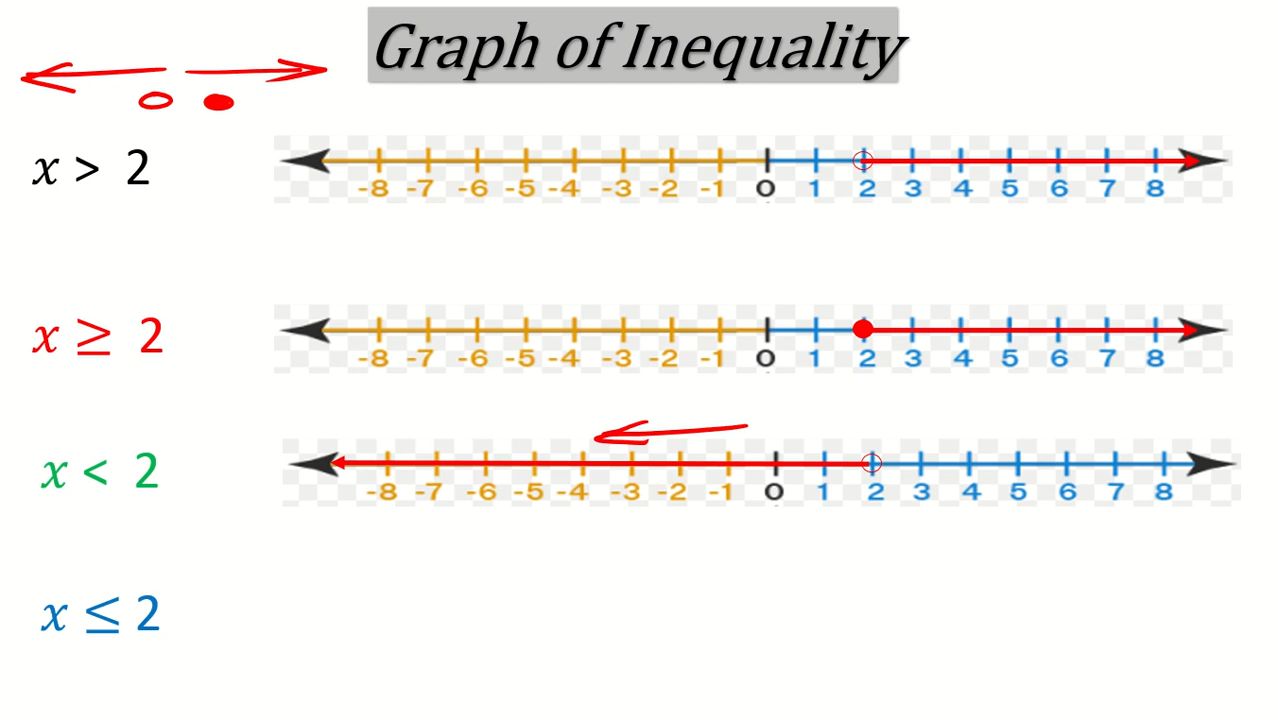 Graph of Inequality
x > 2
-8 -7 -6 -5 -4 -3 -2 -1 0 1 2 3 4 5 6 7 8
x ≥ 2
-8 -7 -6 -5 -4 -3 -2 -1 0 1 2 3 4 5 6 7 8
x < 2
-8 -7 -6 -5 -4 -3 -2 -1 0 1 2 3 4 5 6 7 8
x ≤ 2